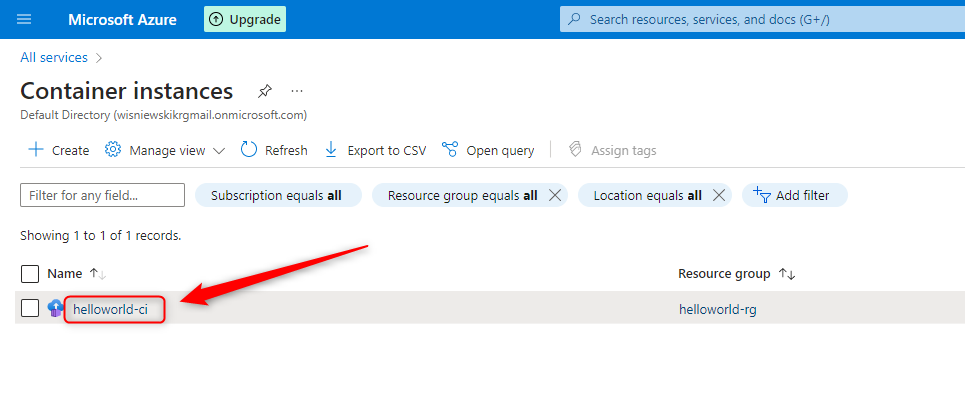 Microsoft Azure Upgrade Search resources, services, and docs (G+/)
All services >
Container instances ...
Default Directory (wisniewskikrgmail.onmicrosoft.com)
+ Create Manage view Refresh Export to CSV Open query Assign tags
Filter for any field... Subscription equals all Resource group equals all Location equals all Add filter
Showing 1 to 1 of 1 records.
Name ↑↓ Resource group ↑↓
helloworld-ci helloworld-rg